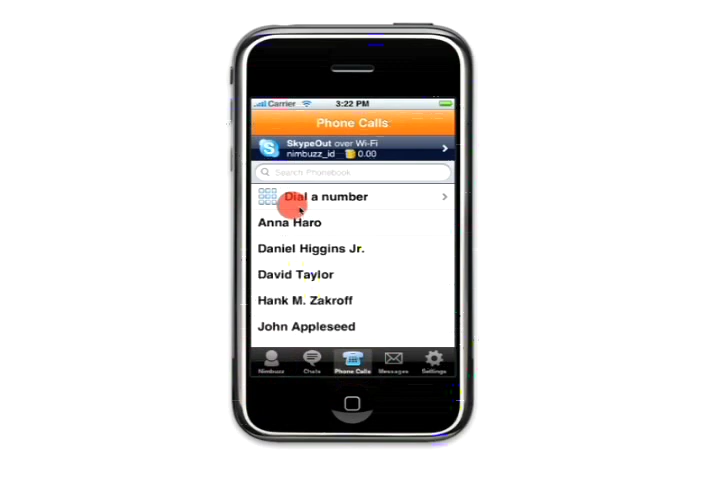 Carrier 3:22 PM
Phone Calls
SkypeOut over Wi-Fi
nimbuzz_id 0.00
Search Phonebook
Dial a number
Anna Haro
Daniel Higgins Jr.
David Taylor
Hank M. Zakroff
John Appleseed
Nimbuzz Chats Phone Calls Messages Settings